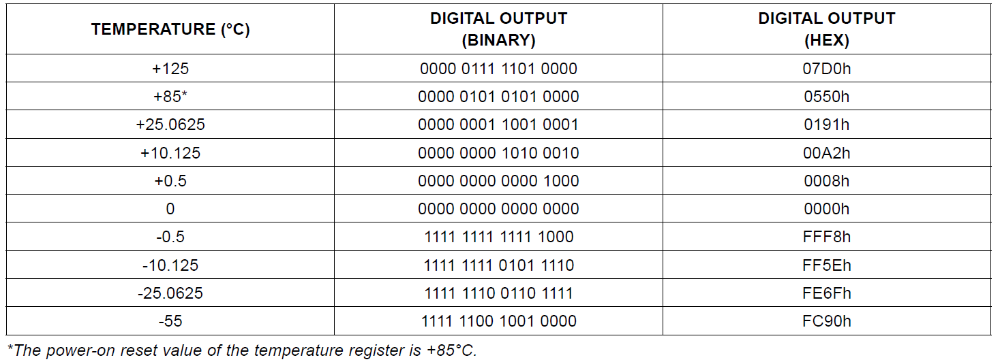 TEMPERATURE (°C) DIGITAL OUTPUT (BINARY) DIGITAL OUTPUT (HEX)
+125 0000 0111 1101 0000 07D0h
+85* 0000 0101 0101 0000 0550h
+25.0625 0000 0001 1001 0001 0191h
+10.125 0000 0000 1010 0010 00A2h
+0.5 0000 0000 0000 1000 0008h
0 0000 0000 0000 0000 0000h
-0.5 1111 1111 1111 1000 FFF8h
-10.125 1111 1111 0101 1110 FF5Eh
-25.0625 1111 1110 0110 1111 FE6Fh
-55 1111 1100 1001 0000 FC90h
*The power-on reset value of the temperature register is +85°C.